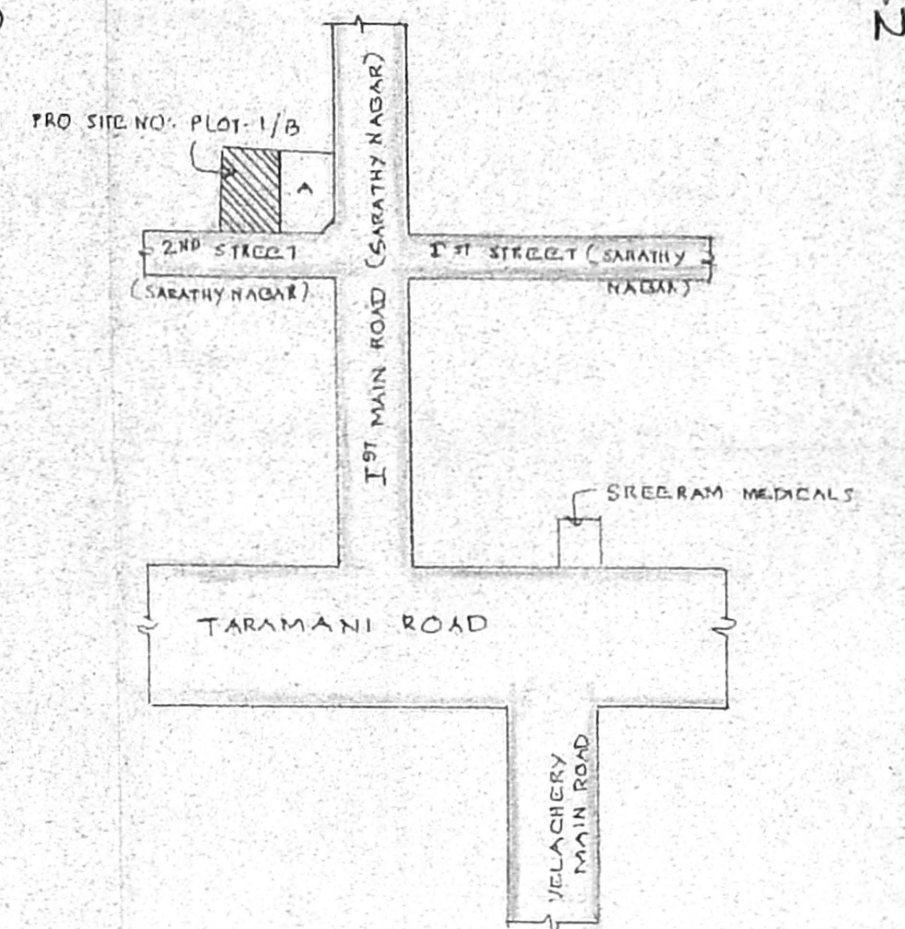 N
PRO SITE NO: PLOT-1/B
A
Iˢᵗ MAIN ROAD (SARATHY NAGAR)
2ND STREET
(SARATHY NAGAR)
IST STREET (SARATHY
NAGAR)
SREERAM MEDICALS
TARAMANI ROAD
VELACHERY
MAIN ROAD